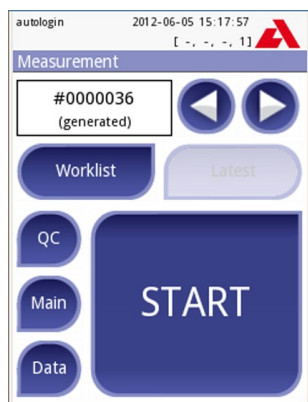 autologin 2012-06-05 15:17:57
[ -, -, -, 1]
Measurement
#0000036
(generated)
Worklist Latest
QC
Main
START
Data